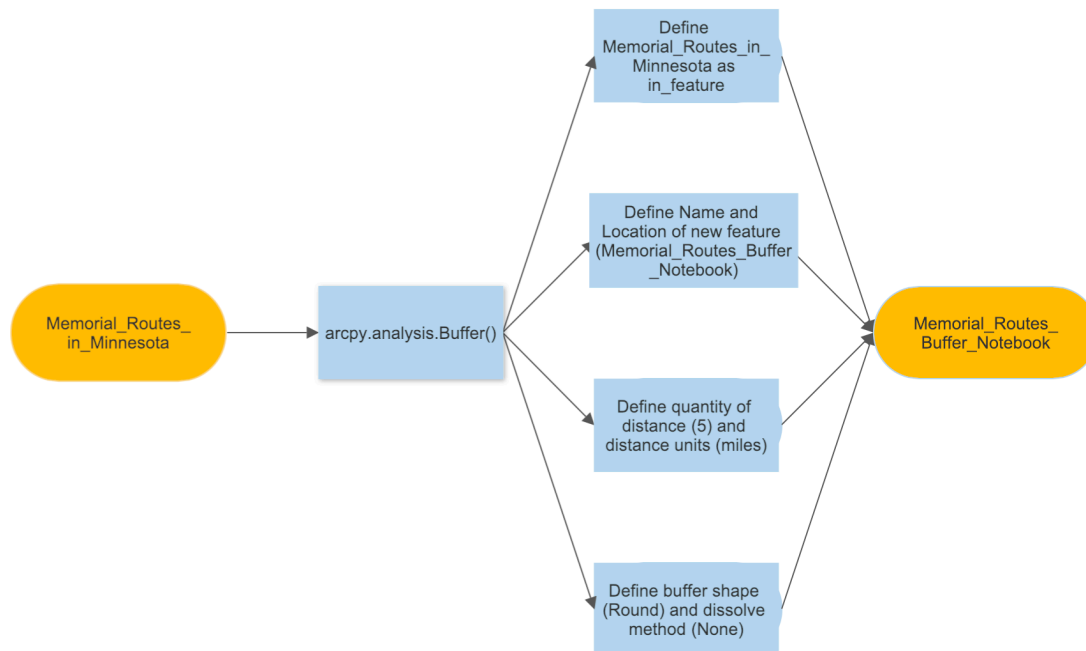 Memorial_Routes_
in_Minnesota
arcpy.analysis.Buffer()
Define
Memorial_Routes_in_
Minnesota as
in_feature
Define Name and
Location of new feature
(Memorial_Routes_Buffer
_Notebook)
Define quantity of
distance (5) and
distance units (miles)
Define buffer shape
(Round) and dissolve
method (None)
Memorial_Routes_
Buffer_Notebook